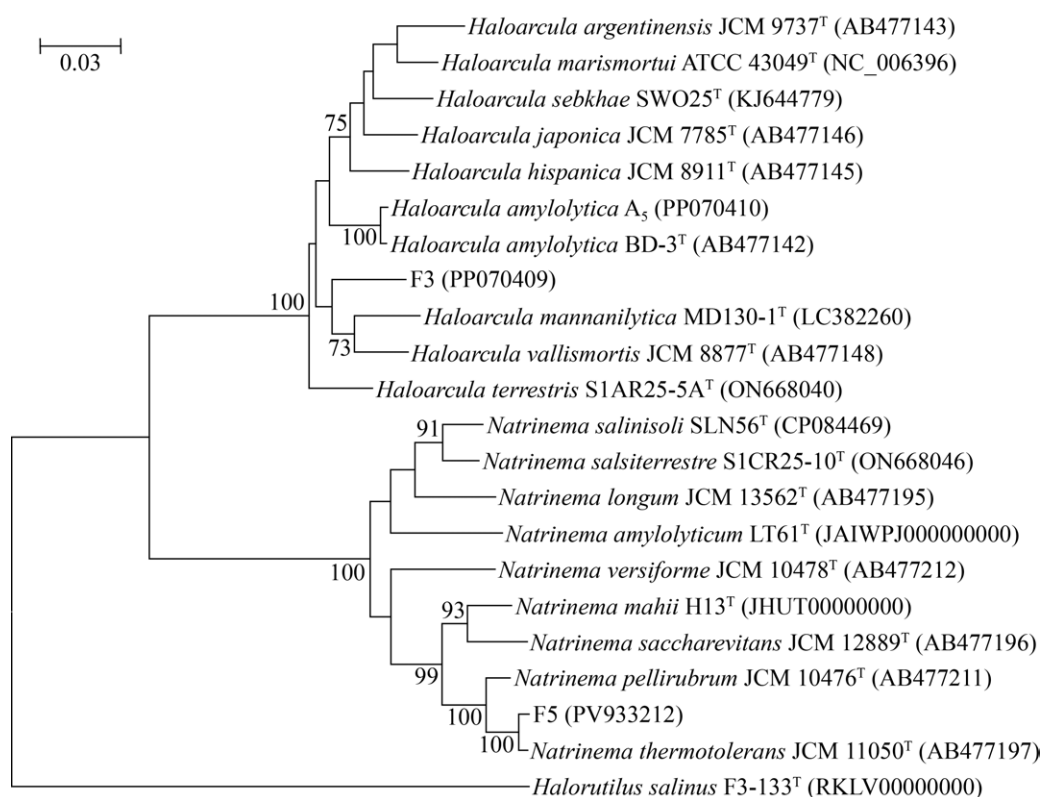 Haloarcula argentinensis JCM 9737ᵀ (AB477143)
0.03
Haloarcula marismortui ATCC 43049ᵀ (NC_006396)
Haloarcula sebkhae SWO25ᵀ (KJ644779)
75
Haloarcula japonica JCM 7785ᵀ (AB477146)
Haloarcula hispanica JCM 8911ᵀ (AB477145)
Haloarcula amylolytica A₅ (PP070410)
100
Haloarcula amylolytica BD-3ᵀ (AB477142)
F3 (PP070409)
100
Haloarcula mannanilytica MD130-1ᵀ (LC382260)
73
Haloarcula vallismortis JCM 8877ᵀ (AB477148)
Haloarcula terrestris S1AR25-5Aᵀ (ON668040)
91
Natrinema salinisoli SLN56ᵀ (CP084469)
Natrinema salsiterrestre S1CR25-10ᵀ (ON668046)
Natrinema longum JCM 13562ᵀ (AB477195)
Natrinema amylolyticum LT61ᵀ (JAIWPJ000000000)
100
Natrinema versiforme JCM 10478ᵀ (AB477212)
93
Natrinema mahii H13ᵀ (JHUT00000000)
Natrinema saccharevitans JCM 12889ᵀ (AB477196)
99
Natrinema pellirubrum JCM 10476ᵀ (AB477211)
100
F5 (PV933212)
100
Natrinema thermotolerans JCM 11050ᵀ (AB477197)
Halorutilus salinus F3-133ᵀ (RKLV00000000)